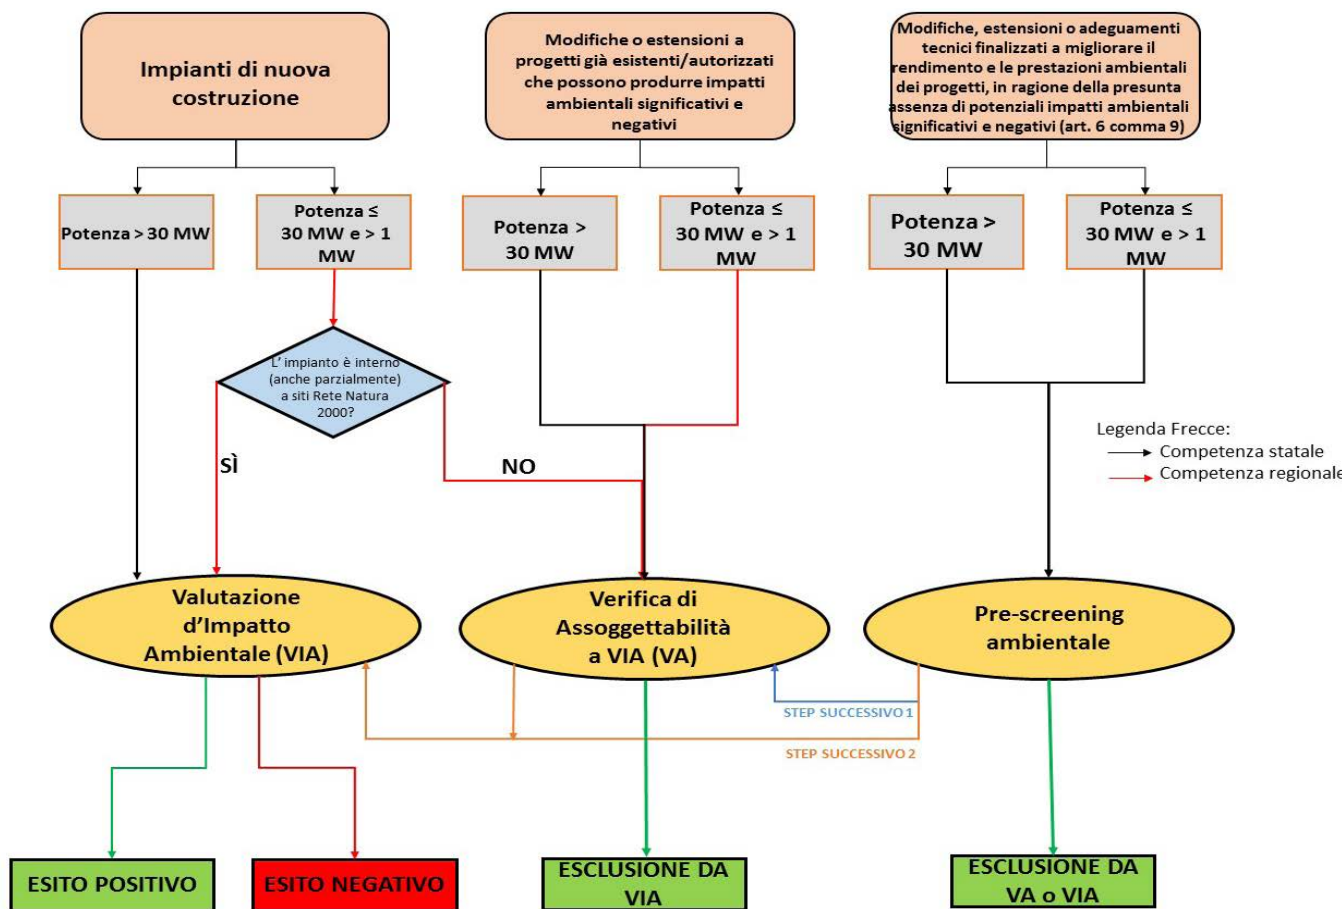 Impianti di nuova
costruzione
Modifiche o estensioni a
progetti già esistenti/autorizzati
che possono produrre impatti
ambientali significativi e
negativi
Modifiche, estensioni o adeguamenti
tecnici finalizzati a migliorare il
rendimento e le prestazioni ambientali
dei progetti, in ragione della presunta
assenza di potenziali impatti ambientali
significativi e negativi (art. 6 comma 9)
Potenza > 30 MW
Potenza ≤
30 MW e > 1
MW
Potenza >
30 MW
Potenza ≤
30 MW e > 1
MW
Potenza >
30 MW
Potenza ≤
30 MW e > 1
MW
L’ impianto è interno
(anche parzialmente)
a siti Rete Natura
2000?
SÌ
NO
Legenda Frecce:
Competenza statale
Competenza regionale
Valutazione
d’Impatto
Ambientale (VIA)
Verifica di
Assoggettabilità
a VIA (VA)
Pre-screening
ambientale
STEP SUCCESSIVO 1
STEP SUCCESSIVO 2
ESITO POSITIVO
ESITO NEGATIVO
ESCLUSIONE DA
VIA
ESCLUSIONE DA
VA o VIA